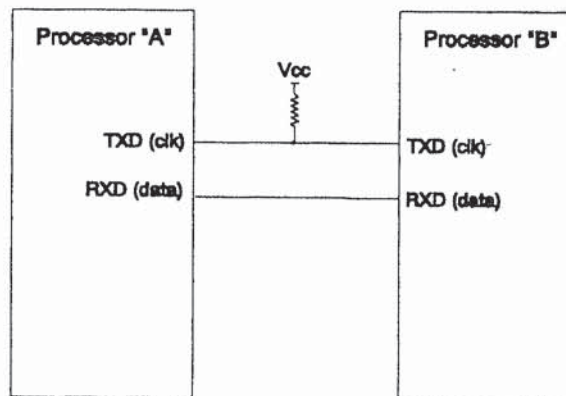 Processor "A"
Processor "B"
Vcc
TXD (clk)
TXD (clk)
RXD (data)
RXD (data)